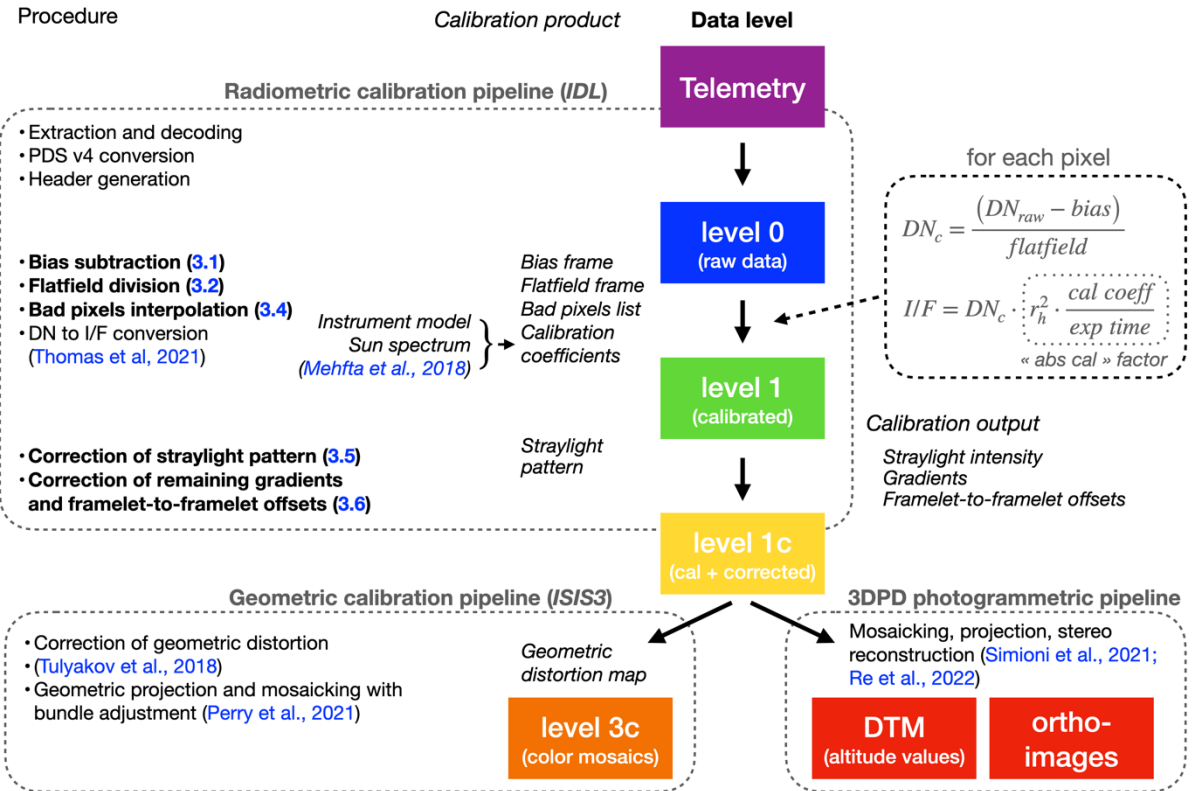 Procedure
Calibration product
Data level
Telemetry
Radiometric calibration pipeline (IDL)
• Extraction and decoding
• PDS v4 conversion
• Header generation
for each pixel
DN_c = (DN_raw − bias) / flatfield
I/F = DN_c · r_h^2 · cal coeff / exp time
« abs cal » factor
level 0
(raw data)
• Bias subtraction (3.1)
• Flatfield division (3.2)
• Bad pixels interpolation (3.4)
• DN to I/F conversion
(Thomas et al, 2021)
Instrument model
Sun spectrum
(Mehfta et al., 2018)
Bias frame
Flatfield frame
Bad pixels list
Calibration
coefficients
level 1
(calibrated)
Calibration output
Straylight intensity
Gradients
Framelet-to-framelet offsets
• Correction of straylight pattern (3.5)
• Correction of remaining gradients
and framelet-to-framelet offsets (3.6)
Straylight
pattern
level 1c
(cal + corrected)
Geometric calibration pipeline (ISIS3)
• Correction of geometric distortion
• (Tulyakov et al., 2018)
• Geometric projection and mosaicking with
bundle adjustment (Perry et al., 2021)
Geometric
distortion map
level 3c
(color mosaics)
3DPD photogrammetric pipeline
Mosaicking, projection, stereo
reconstruction (Simioni et al., 2021;
Re et al., 2022)
DTM
(altitude values)
ortho-
images